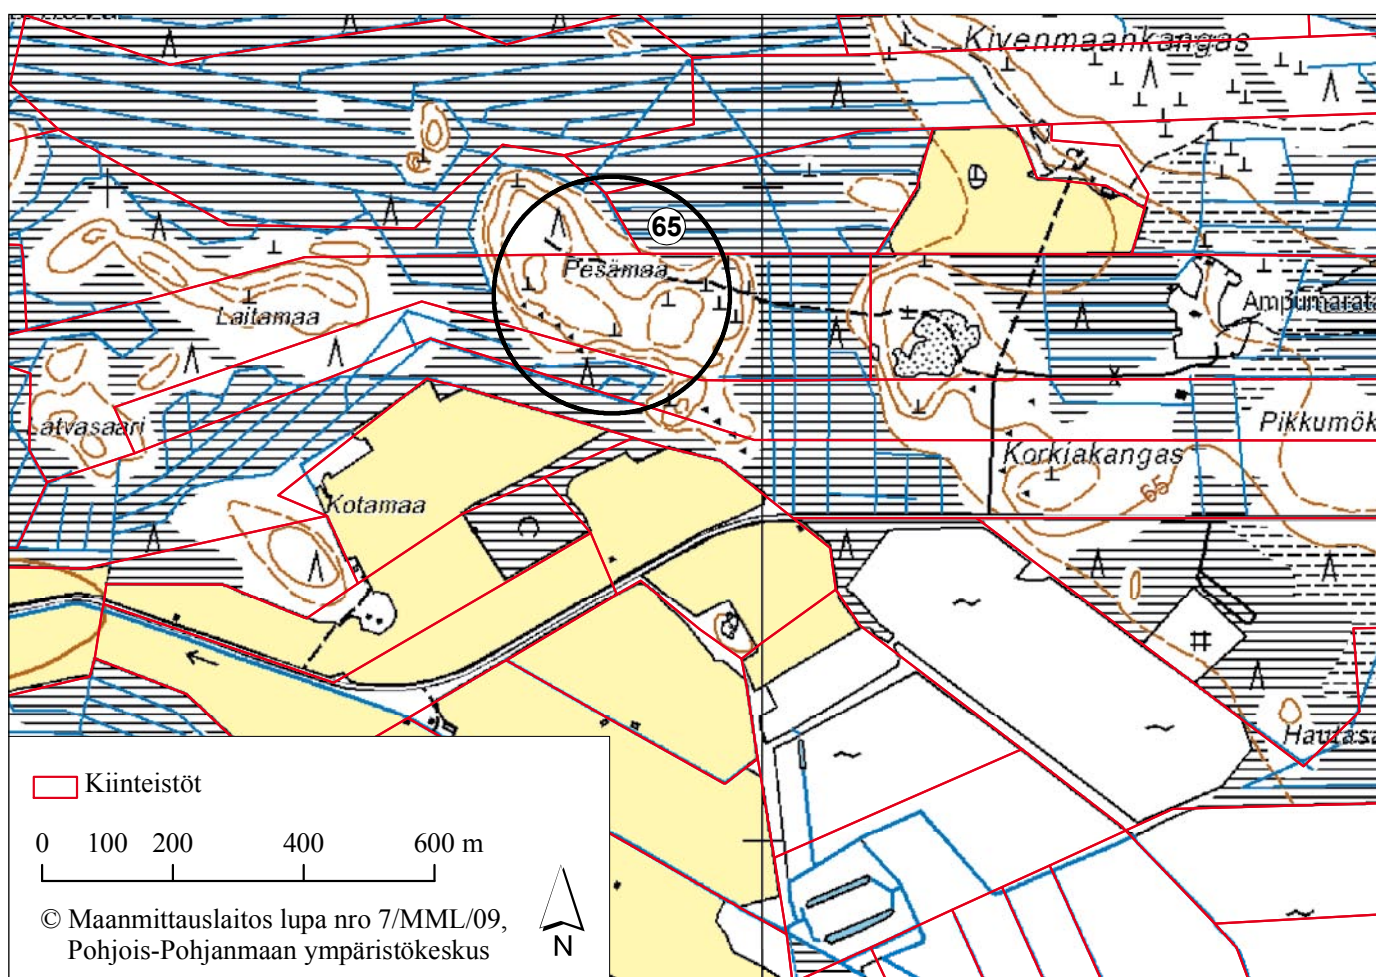 Kivenmaankangas
65
Pesämaa
Laitamaa
Ampumarata
Latvasaari
Pikkumök
Korkiakangas
65
Kotamaa
Hautasa
Kiinteistöt
0 100 200 400 600 m
© Maanmittauslaitos lupa nro 7/MML/09,
Pohjois-Pohjanmaan ympäristökeskus
N